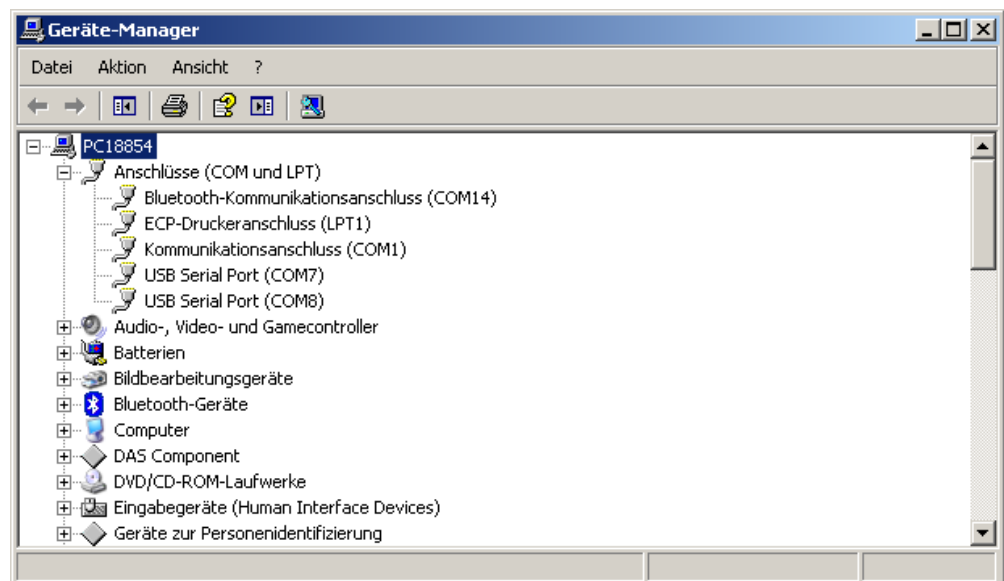 Geräte-Manager
Datei Aktion Ansicht ?
PC18854
Anschlüsse (COM und LPT)
Bluetooth-Kommunikationsanschluss (COM14)
ECP-Druckeranschluss (LPT1)
Kommunikationsanschluss (COM1)
USB Serial Port (COM7)
USB Serial Port (COM8)
Audio-, Video- und Gamecontroller
Batterien
Bildbearbeitungsgeräte
Bluetooth-Geräte
Computer
DAS Component
DVD/CD-ROM-Laufwerke
Eingabegeräte (Human Interface Devices)
Geräte zur Personenidentifizierung